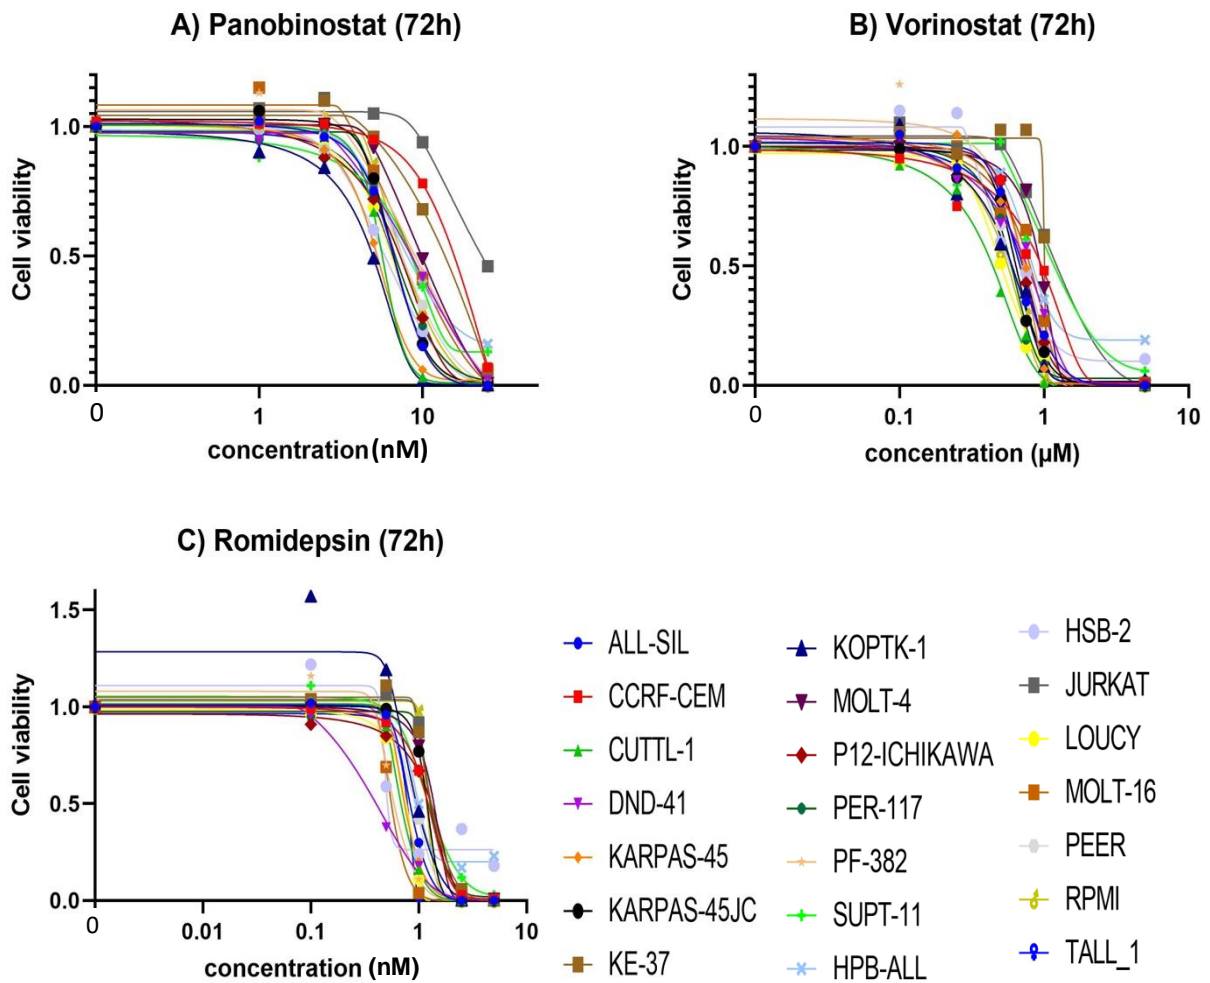 A) Panobinostat (72h)
Cell viability
1.0
0.5
0.0
0 1 10
concentration (nM)
B) Vorinostat (72h)
Cell viability
1.0
0.5
0.0
0 0.1 1 10
concentration (µM)
C) Romidepsin (72h)
Cell viability
1.5
1.0
0.5
0.0
0 0.01 0.1 1 10
concentration (nM)
ALL-SIL
CCRF-CEM
CUTTL-1
DND-41
KARPAS-45
KARPAS-45JC
KE-37
KOPTK-1
MOLT-4
P12-ICHIKAWA
PER-117
PF-382
SUPT-11
HPB-ALL
HSB-2
JURKAT
LOUCY
MOLT-16
PEER
RPMI
TALL_1